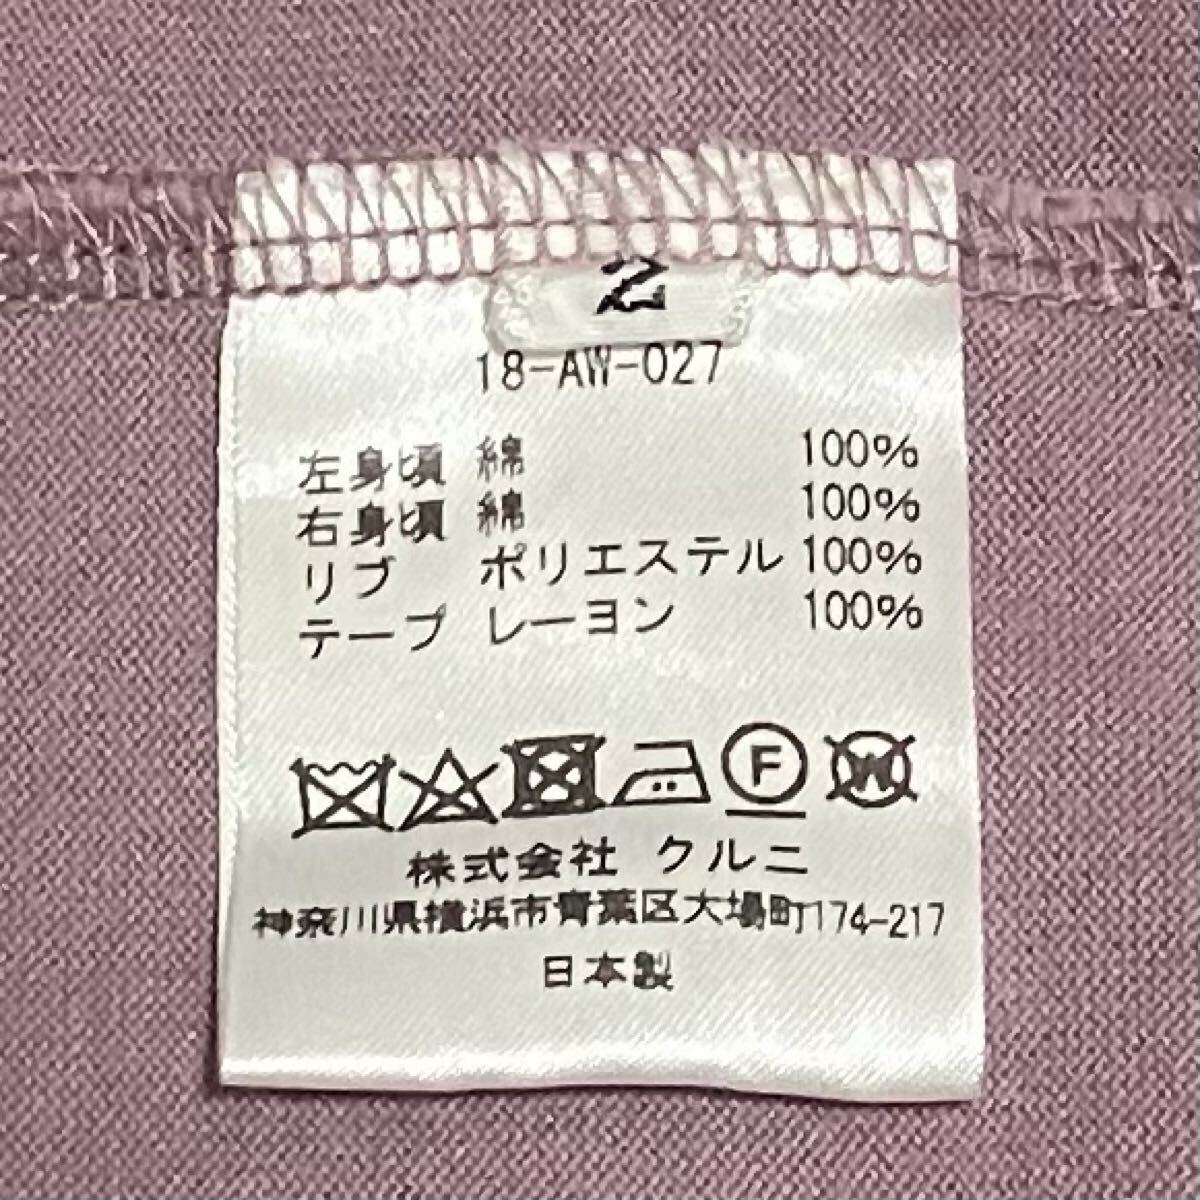 2
18-AW-027
左身頃 綿 100%
右身頃 綿 100%
リブ ポリエステル 100%
テープ レーヨン 100%
F W
株式会社 クルニ
神奈川県横浜市青葉区大場町174-217
日本製